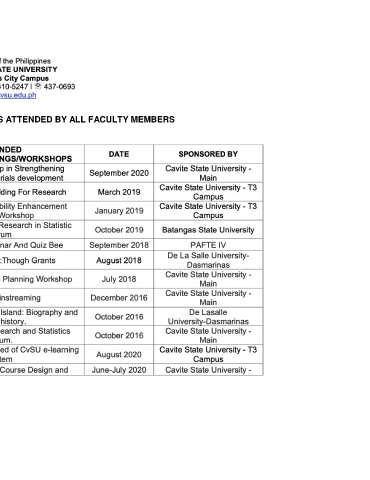 f the Philippines
ATE UNIVERSITY
s City Campus
410-5247 I ☏ 437-0693
vsu.edu.ph
S ATTENDED BY ALL FACULTY MEMBERS
NDED
NGS/WORKSHOPS DATE SPONSORED BY
p in Strengthening
rials development September 2020 Cavite State University -
Main
lding For Research March 2019 Cavite State University - T3
Campus
bility Enhancement
Workshop January 2019 Cavite State University - T3
Campus
Research in Statistic
um October 2019 Batangas State University
nar And Quiz Bee September 2018 PAFTE IV
:Though Grants August 2018 De La Salle University-
Dasmarinas
Planning Workshop July 2018 Cavite State University -
Main
instreaming December 2016 Cavite State University -
Main
Island: Biography and
history. October 2016 De Lasalle
University-Dasmarinas
earch and Statistics
um. October 2016 Cavite State University -
Main
ed of CvSU e-learning
tem August 2020 Cavite State University - T3
Campus
Course Design and June-July 2020 Cavite State University -